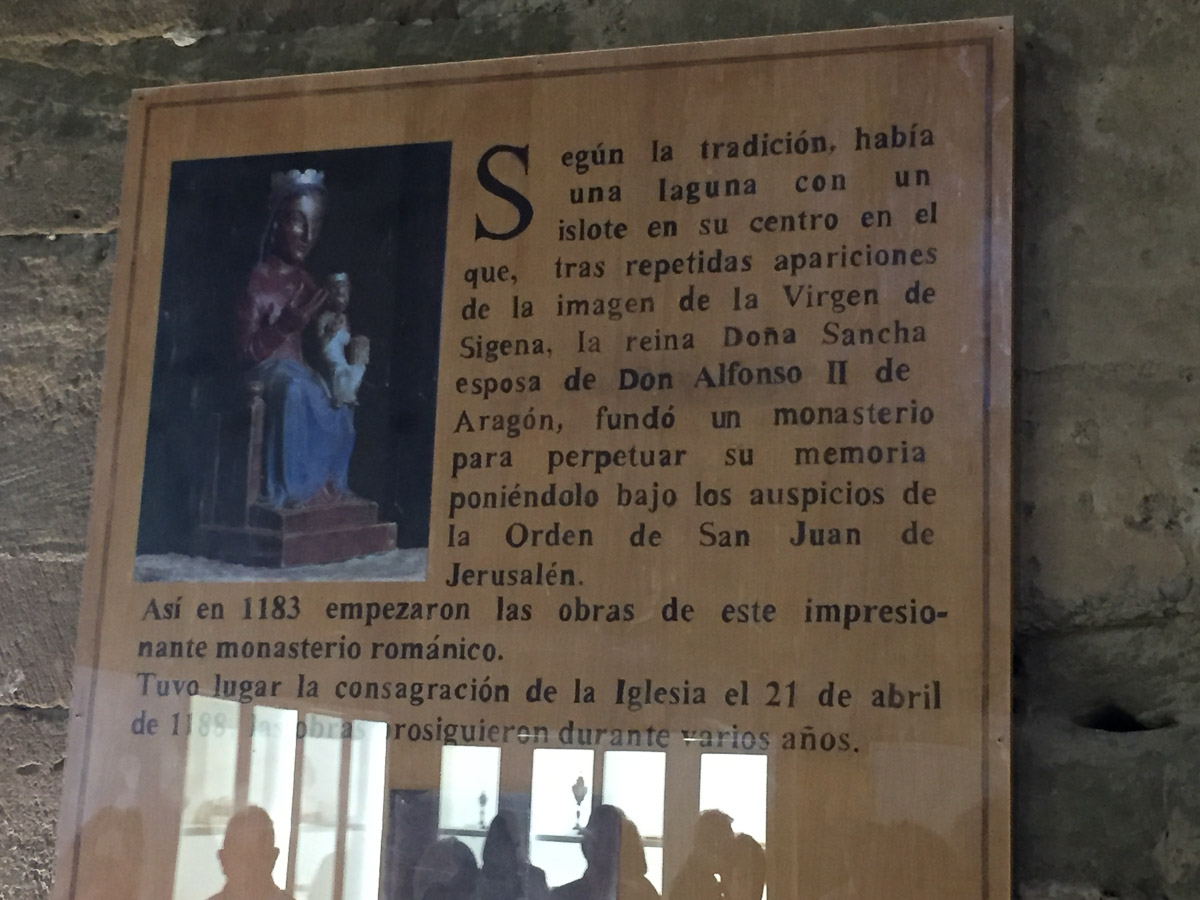 Según la tradición, había
una laguna con un
islote en su centro en el
que, tras repetidas apariciones
de la imagen de la Virgen de
Sigena, la reina Doña Sancha
esposa de Don Alfonso II de
Aragón, fundó un monasterio
para perpetuar su memoria
poniéndolo bajo los auspicios de
la Orden de San Juan de
Jerusalén.
Así en 1183 empezaron las obras de este impresio-
nante monasterio románico.
Tuvo lugar la consagración de la Iglesia el 21 de abril
de 1188 las obras prosiguieron durante varios años.